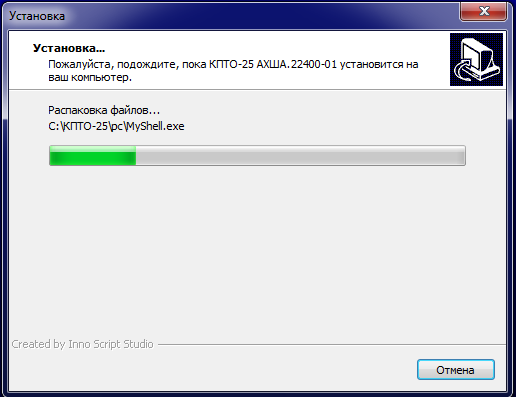 Установка
Установка...
Пожалуйста, подождите, пока КПТО-25 АХША.22400-01 установится на
ваш компьютер.
Распаковка файлов...
C:\КПТО-25\pc\MyShell.exe
Created by Inno Script Studio
Отмена